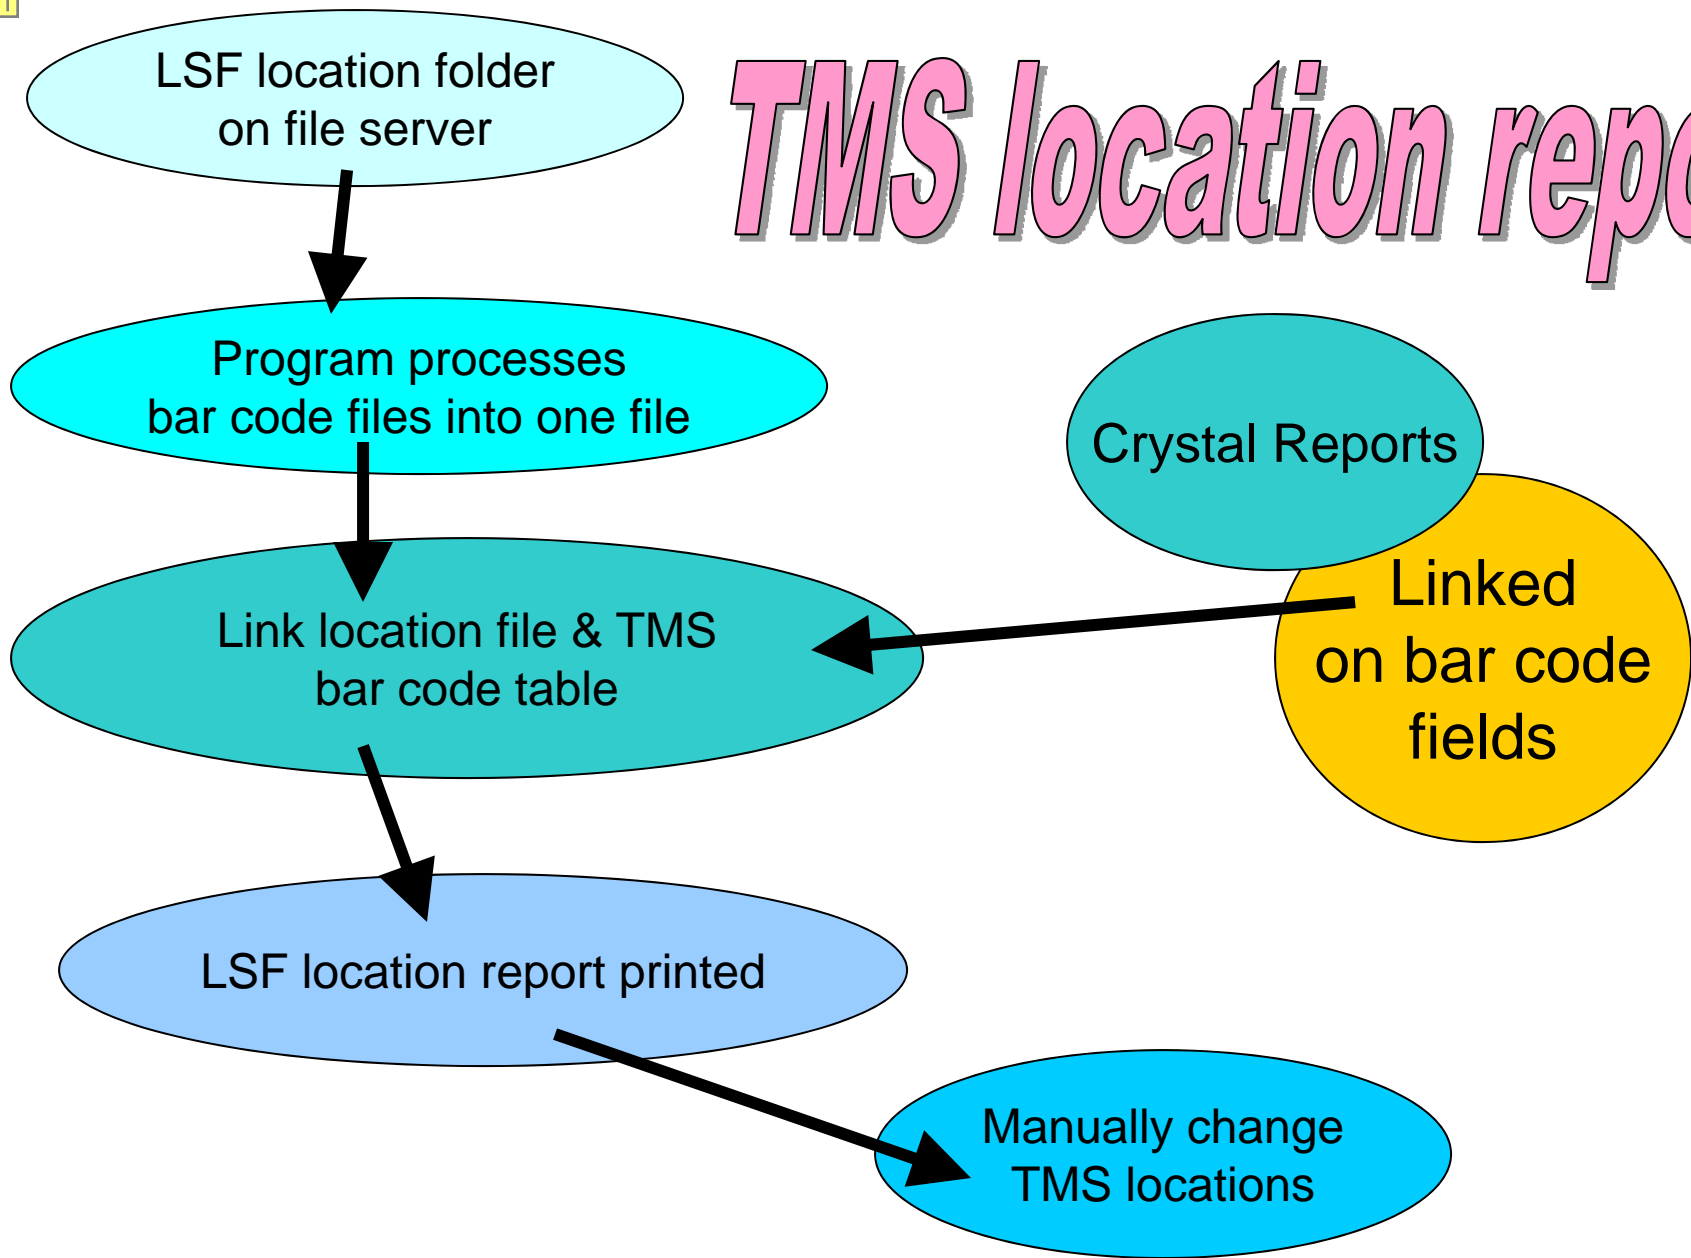 LSF location folder
on file server
TMS location repo
Program processes
bar code files into one file
Crystal Reports
Linked
on bar code
fields
Link location file & TMS
bar code table
LSF location report printed
Manually change
TMS locations